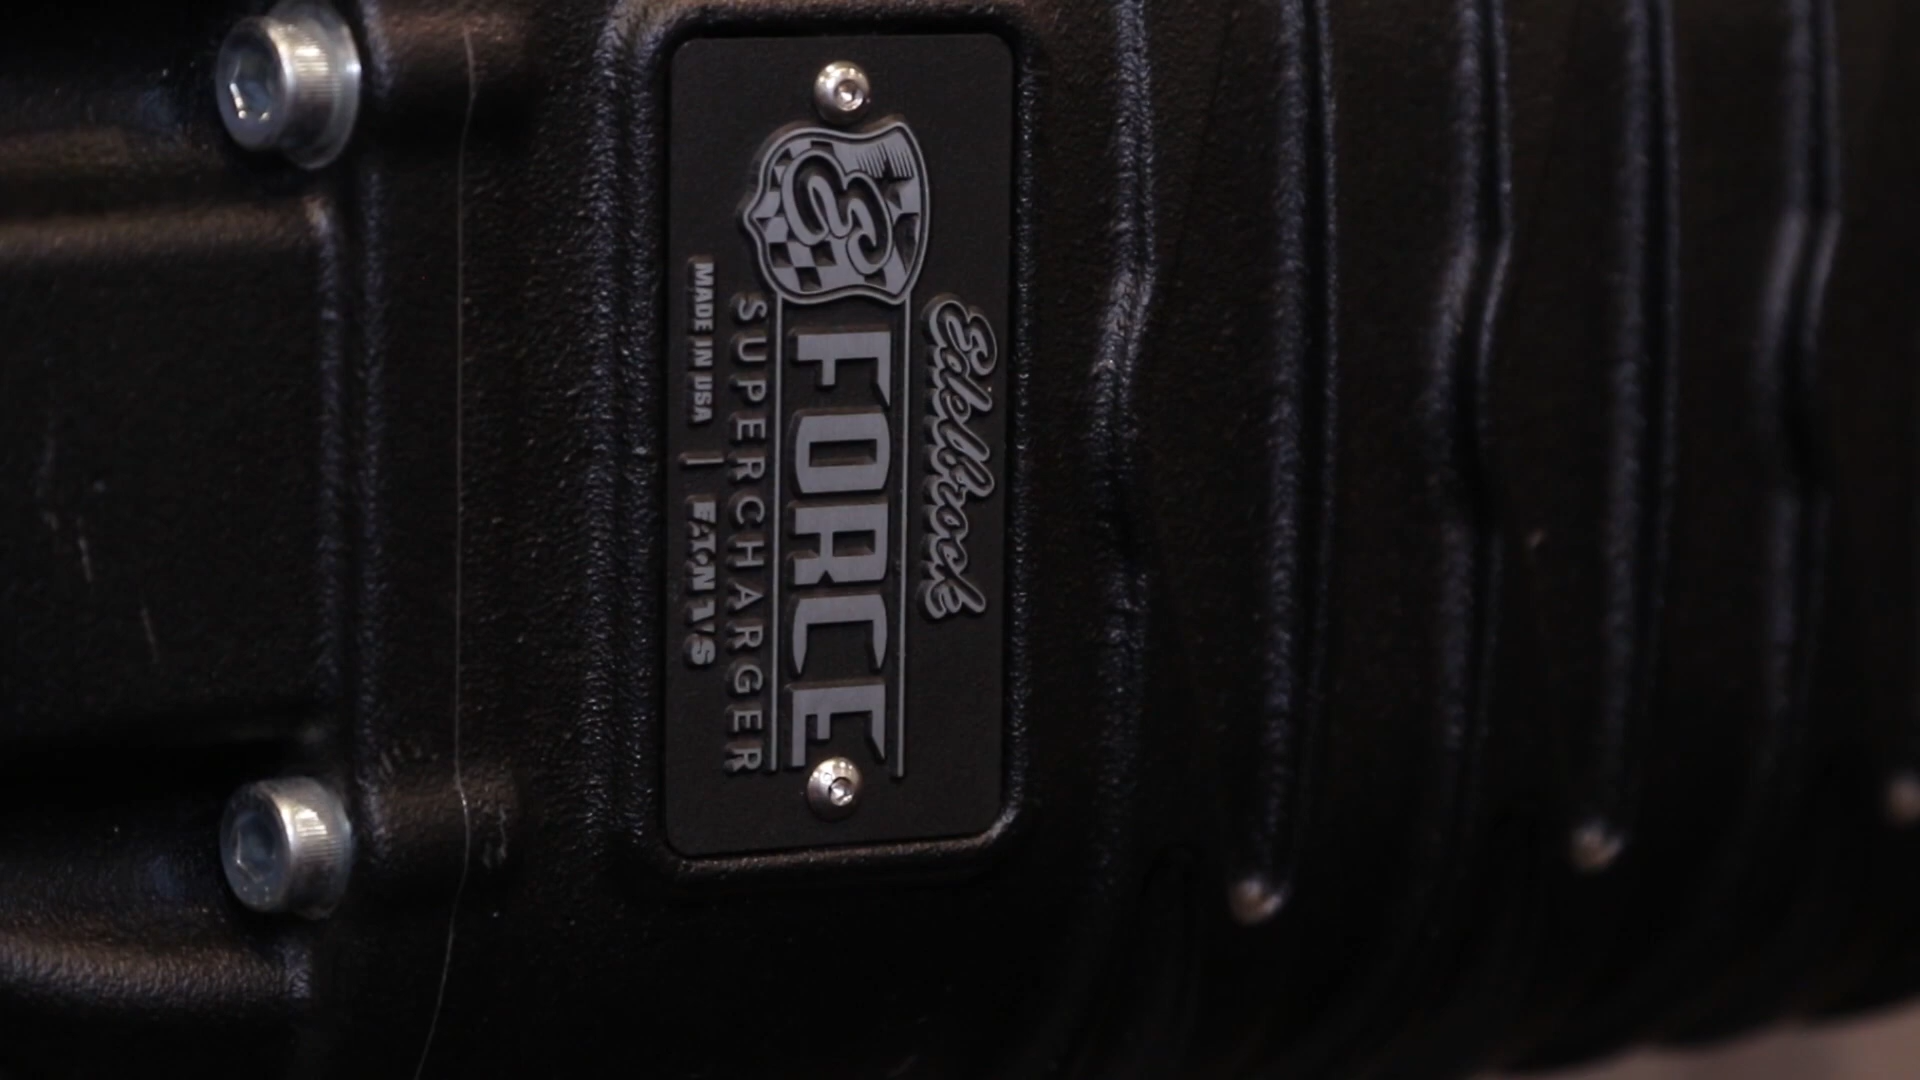 Edelbrock
E
FORCE
SUPERCHARGER
MADE IN USA | EATON TVS